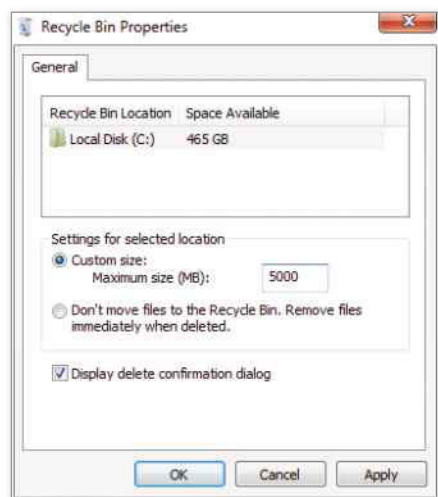 Recycle Bin Properties
General
Recycle Bin Location Space Available
Local Disk (C:) 465 GB
Settings for selected location
Custom size:
Maximum size (MB): 5000
Don't move files to the Recycle Bin. Remove files
immediately when deleted.
Display delete confirmation dialog
OK Cancel Apply